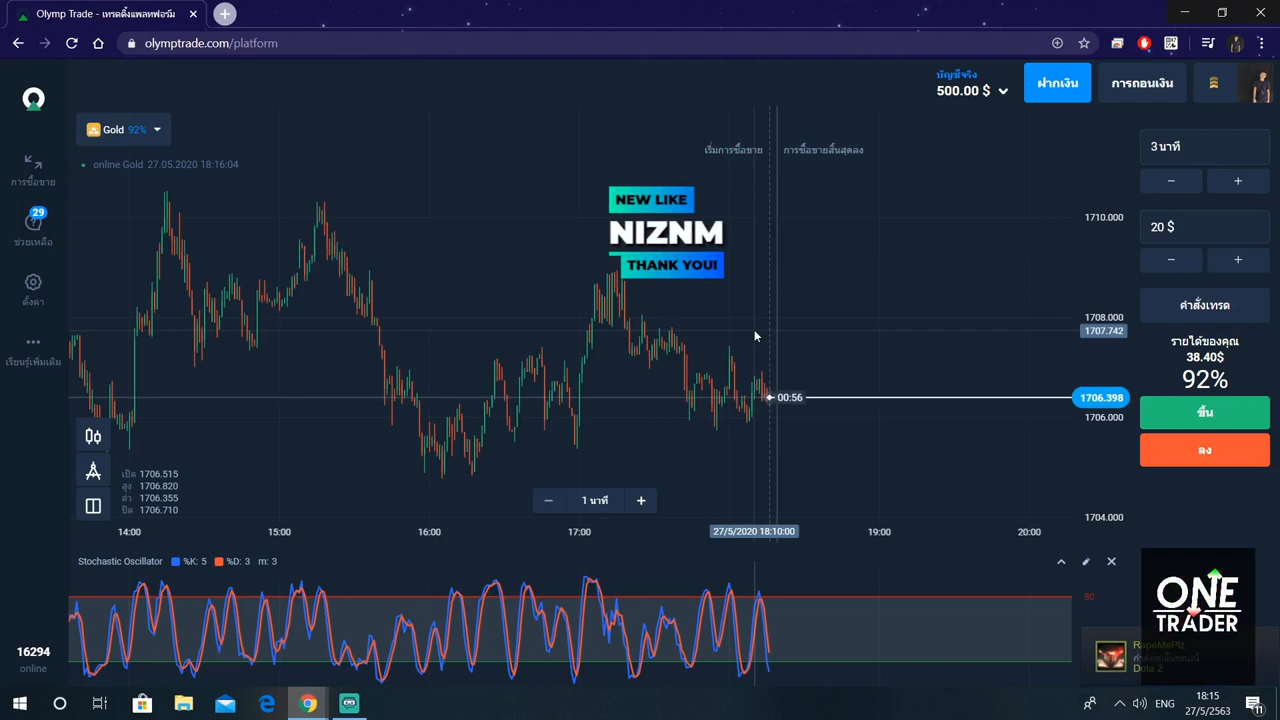 Olymp Trade - เทรดดิ้งแพลทฟอร์ม
olymptrade.com/platform
บัญชีจริง
500.00 $
ฝากเงิน
การถอนเงิน
Gold 92%
online Gold 27.05.2020 18:16:04
เริ่มการซื้อขาย
การซื้อขายสิ้นสุดลง
การซื้อขาย
29
ช่วยเหลือ
ตั้งค่า
เรียนรู้เพิ่มเติม
NEW LIKE
NIZNM
THANK YOU!
3 นาที
− +
20 $
− +
คำสั่งเทรด
รายได้ของคุณ
38.40$
92%
ขึ้น
ลง
1710.000
1708.000
1707.742
00:56
1706.398
1706.000
1704.000
เปิด 1706.515
สูง 1706.820
ต่ำ 1706.355
ปิด 1706.710
− 1 นาที +
14:00 15:00 16:00 17:00 27/5/2020 18:10:00 19:00 20:00
Stochastic Oscillator %K: 5 %D: 3 m: 3
80
16294
online
ONE
TRADER
RapeMePlz
Dota 2
ENG
18:15
27/5/2563
11